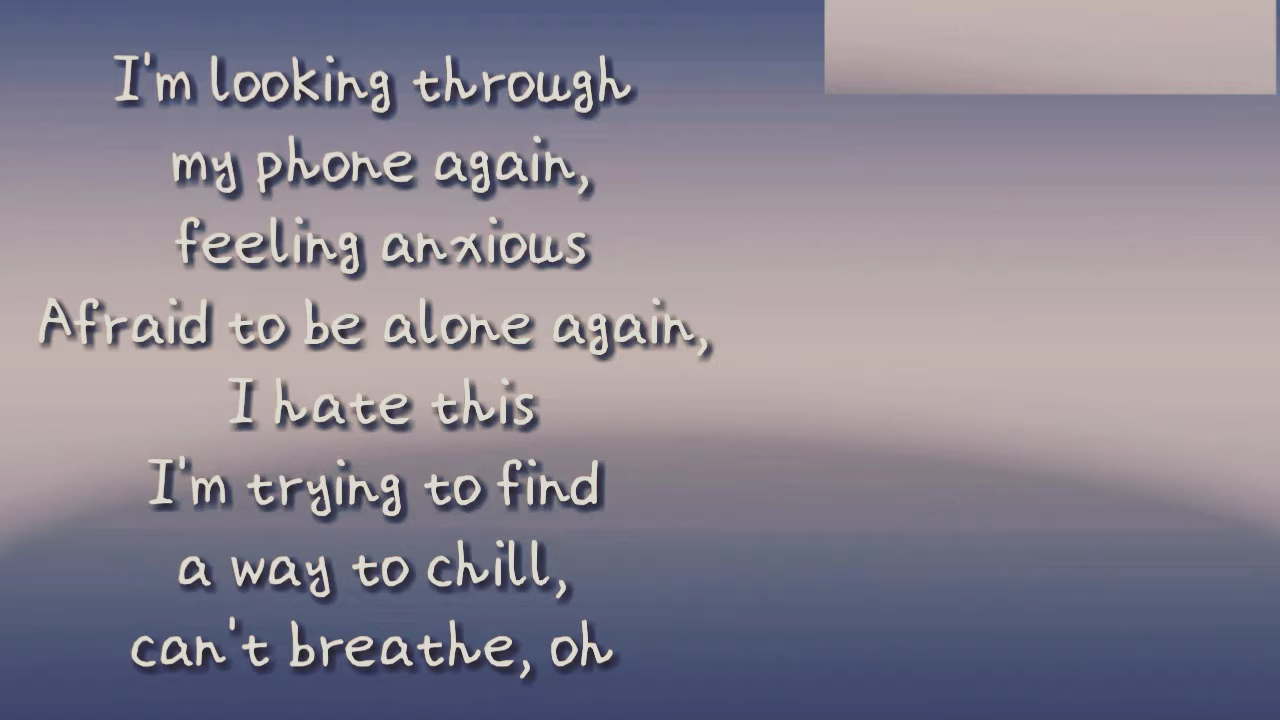 I'm looking through
my phone again,
feeling anxious
Afraid to be alone again,
I hate this
I'm trying to find
a way to chill,
can't breathe, oh